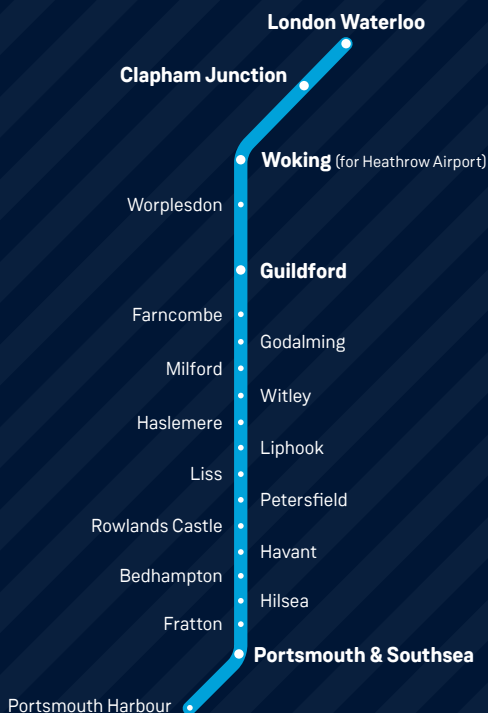 London Waterloo
Clapham Junction
Woking (for Heathrow Airport)
Worplesdon
Guildford
Farncombe
Godalming
Milford
Witley
Haslemere
Liphook
Liss
Petersfield
Rowlands Castle
Havant
Bedhampton
Hilsea
Fratton
Portsmouth & Southsea
Portsmouth Harbour